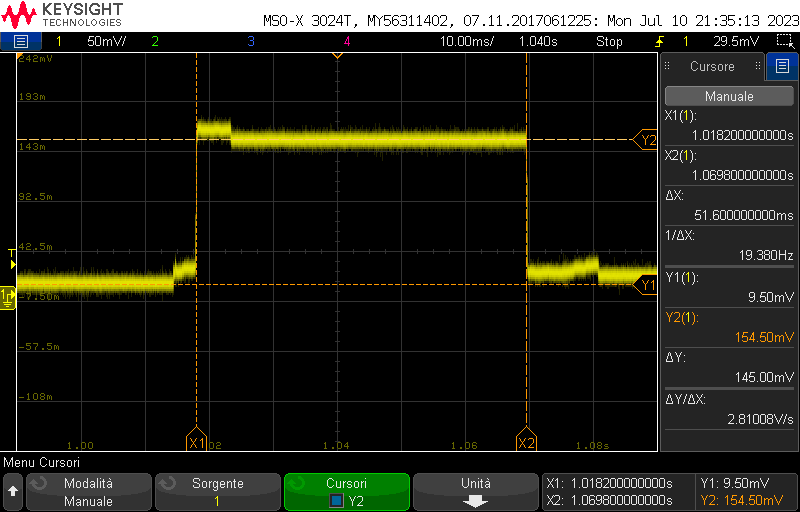 KEYSIGHT
TECHNOLOGIES
MSO-X 3024T, MY56311402, 07.11.2017061225: Mon Jul 10 21:35:13 2023
1 50mV/ 2 3 4 10.00ms/ 1.040s Stop 1 29.5mV
242mV
193m
143m
92.5m
42.5m
-7.50m
-57.5m
-108m
T
1
Y2
Y1
1.00 02 1.04 1.06 1.08s
X1 X2
Cursore
Manuale
X1(1):
1.018200000000s
X2(1):
1.069800000000s
ΔX:
51.600000000ms
1/ΔX:
19.380Hz
Y1(1):
9.50mV
Y2(1):
154.50mV
ΔY:
145.00mV
ΔY/ΔX:
2.81008V/s
Menu Cursori
Modalità
Manuale
Sorgente
1
Cursori
Y2
Unità
X1: 1.018200000000s
X2: 1.069800000000s
Y1: 9.50mV
Y2: 154.50mV